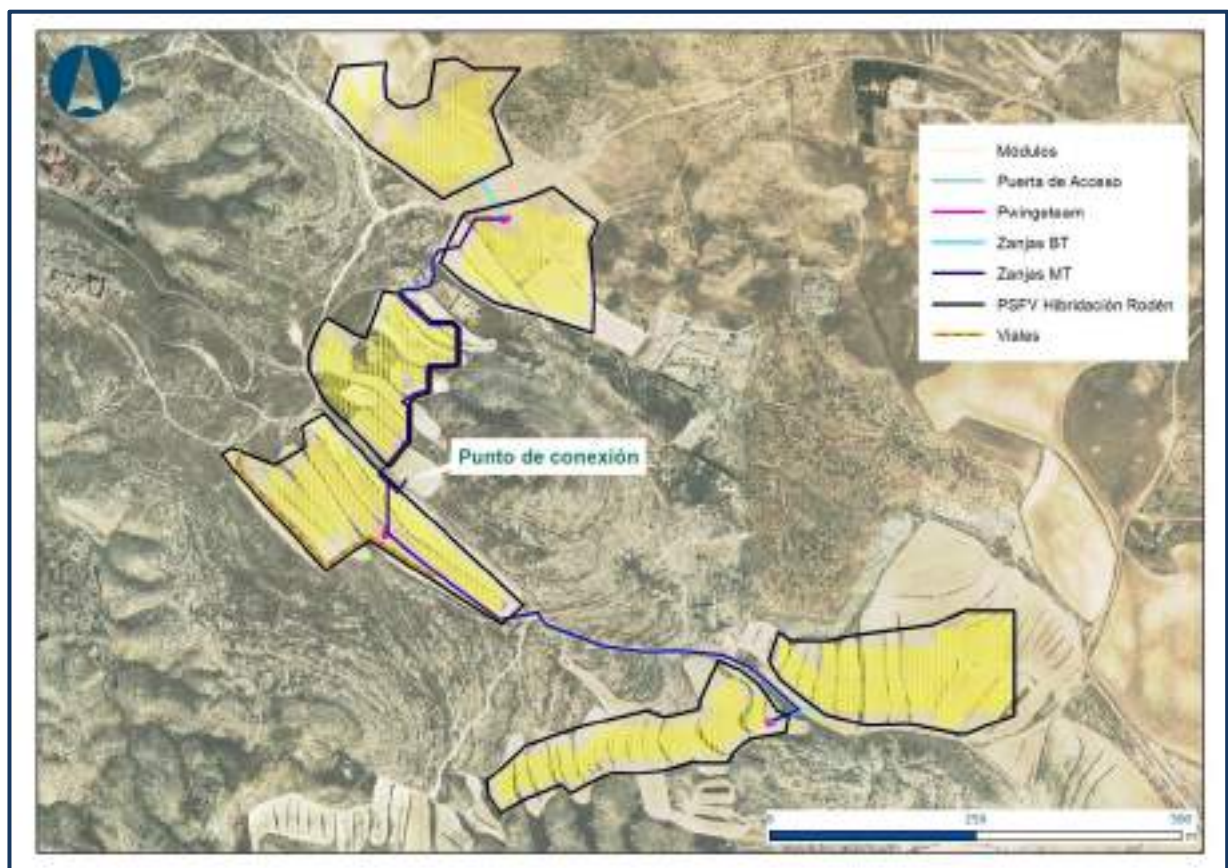 Módulos
Puerta de Acceso
Pwingsteam
Zanjas BT
Zanjas MT
PSFV Hibridación Rodén
Viales
Punto de conexión
0 250 500
m